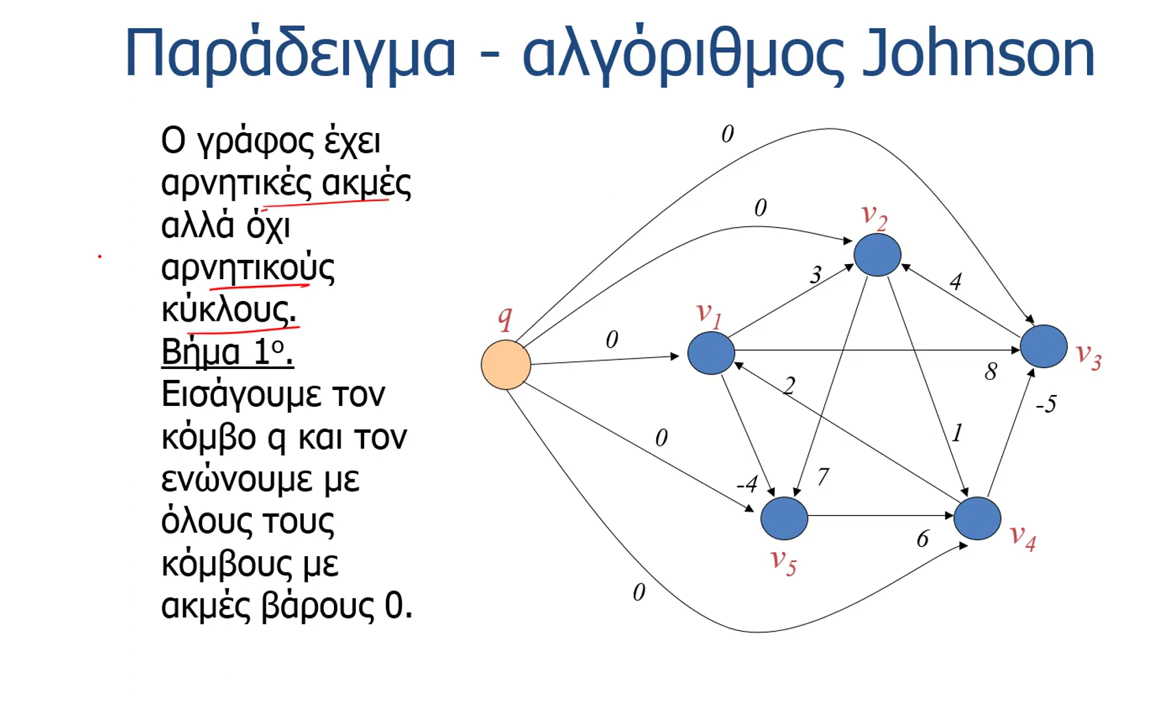 Παράδειγμα - αλγόριθμος Johnson
Ο γράφος έχει
αρνητικές ακμές
αλλά όχι
αρνητικούς
κύκλους.
Βήμα 1ο.
Εισάγουμε τον
κόμβο q και τον
ενώνουμε με
όλους τους
κόμβους με
ακμές βάρους 0.
0
0
v2
3
4
q
v1
0
8
v3
2
-5
0
1
-4
7
6
v4
v5
0